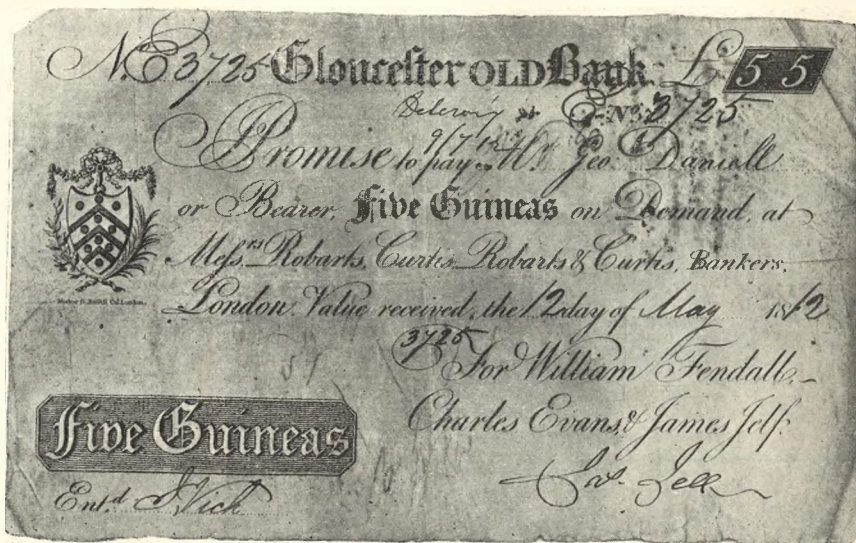 No. 3725 Gloucester OLD Bank £ 5 5
No. 3725
I Promise to pay Mr. Geo. Daniell
or Bearer, Five Guineas on Demand, at
Messrs. Robarts, Curtis, Robarts & Curtis, Bankers,
London. Value received, the 12 day of May 1812
3725
For William Fendall,
Charles Evans, & James Jelf.
Five Guineas
Jas. Jelf
Entd.